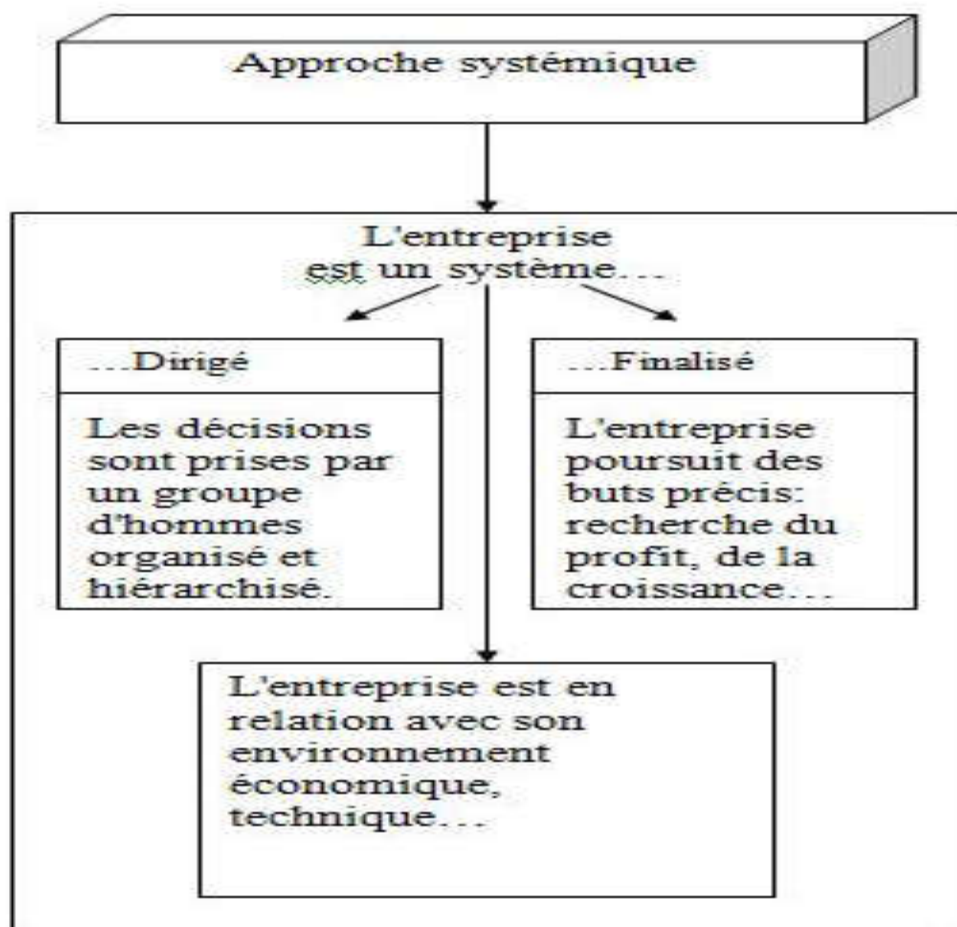 Approche systémique
L'entreprise
est un système...
...Dirigé
Les décisions
sont prises par
un groupe
d'hommes
organisé et
hiérarchisé.
...Finalisé
L'entreprise
poursuit des
buts précis:
recherche du
profit, de la
croissance...
L'entreprise est en
relation avec son
environnement
économique,
technique...